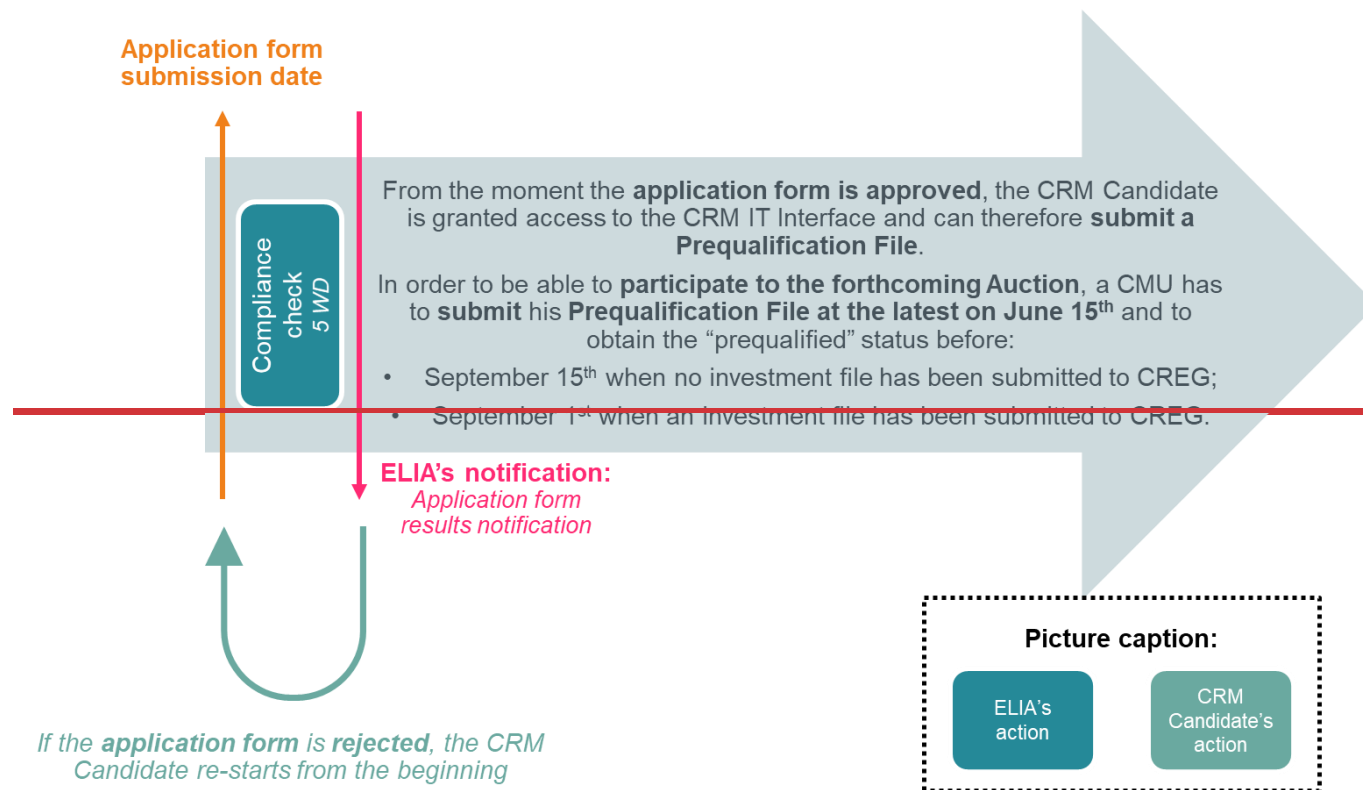 Application form
submission date
Compliance
check
5 WD
From the moment the application form is approved, the CRM Candidate
is granted access to the CRM IT Interface and can therefore submit a
Prequalification File.
In order to be able to participate to the forthcoming Auction, a CMU has
to submit his Prequalification File at the latest on June 15th and to
obtain the “prequalified” status before:
• September 15th when no investment file has been submitted to CREG;
• September 1st when an investment file has been submitted to CREG.
ELIA’s notification:
Application form
results notification
If the application form is rejected, the CRM
Candidate re-starts from the beginning
Picture caption:
ELIA’s
action
CRM
Candidate’s
action